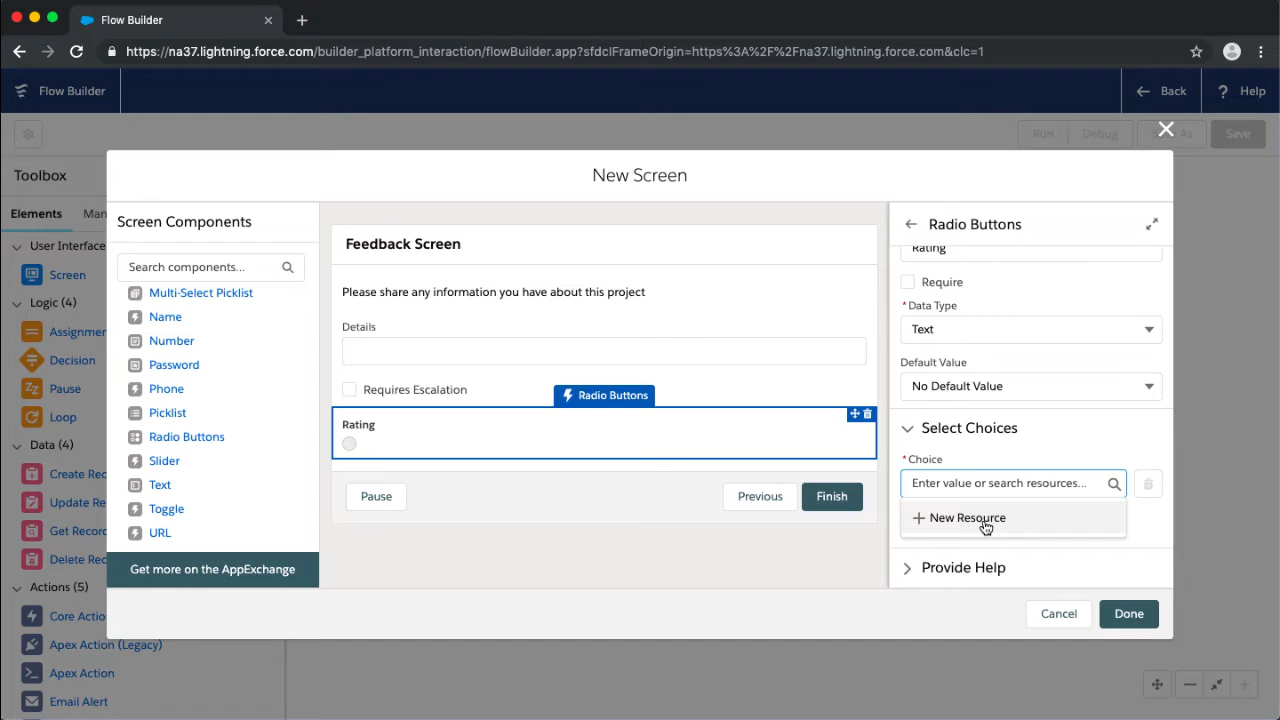 Flow Builder
https://na37.lightning.force.com/builder_platform_interaction/flowBuilder.app?sfdcIFrameOrigin=https%3A%2F%2Fna37.lightning.force.com&clc=1
Flow Builder
Back
? Help
Run
Debug
As
Save
Toolbox
Elements
Man
User Interface
Screen
Logic (4)
Assignmen
Decision
Pause
Loop
Data (4)
Create Rec
Update Rec
Get Record
Delete Rec
Actions (5)
Core Actio
Apex Action (Legacy)
Apex Action
Email Alert
New Screen
Screen Components
Search components...
Multi-Select Picklist
Name
Number
Password
Phone
Picklist
Radio Buttons
Slider
Text
Toggle
URL
Get more on the AppExchange
Feedback Screen
Please share any information you have about this project
Details
Requires Escalation
Radio Buttons
Rating
Pause
Previous
Finish
Radio Buttons
Rating
Require
* Data Type
Text
Default Value
No Default Value
Select Choices
* Choice
Enter value or search resources...
+ New Resource
Provide Help
Cancel
Done